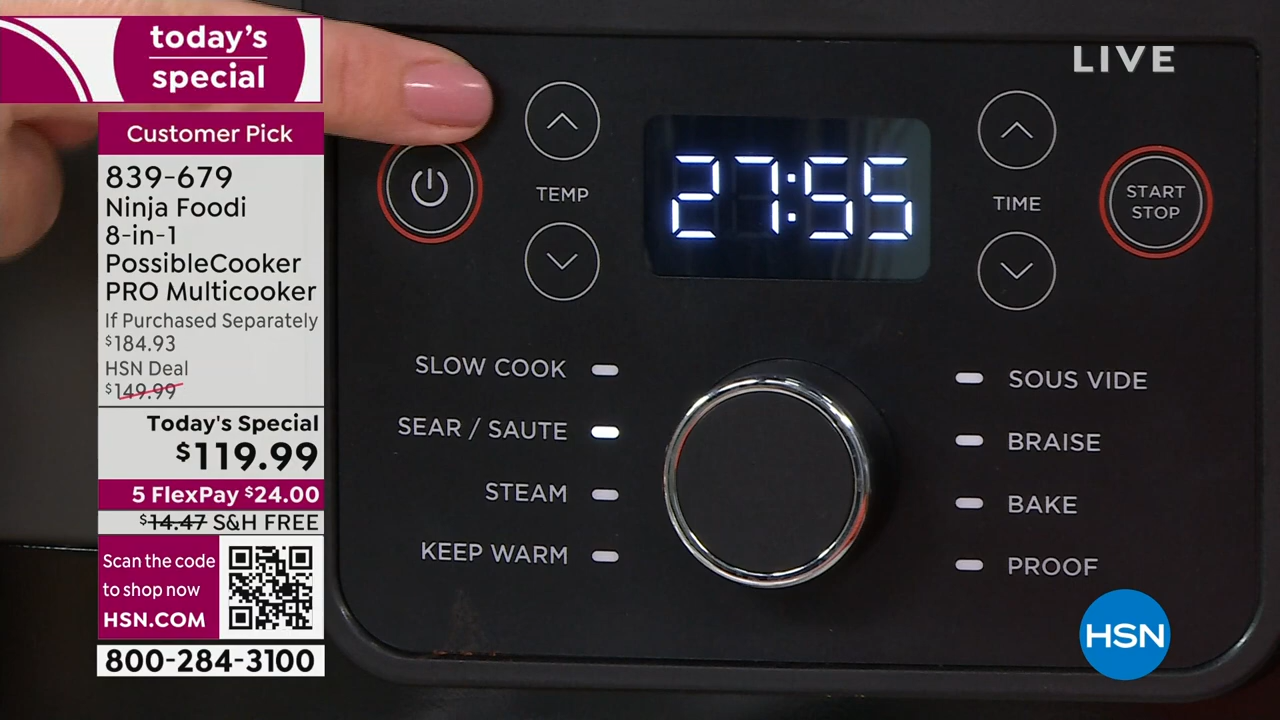 today's
special
Customer Pick
839-679
Ninja Foodi
8-in-1
PossibleCooker
PRO Multicooker
If Purchased Separately
$184.93
HSN Deal
$149.99
Today's Special
$119.99
5 FlexPay $24.00
$14.47 S&H FREE
Scan the code
to shop now
HSN.COM
800-284-3100
LIVE
27:55
TEMP
TIME
START
STOP
SLOW COOK
SEAR / SAUTE
STEAM
KEEP WARM
SOUS VIDE
BRAISE
BAKE
PROOF
HSN